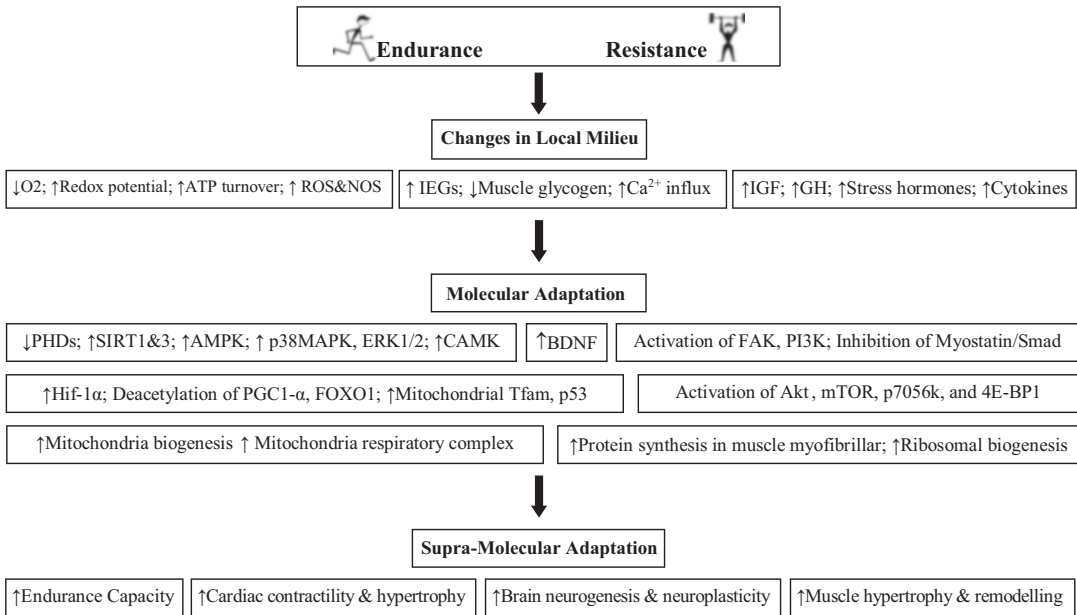 Endurance Resistance
Changes in Local Milieu
↓O2; ↑Redox potential; ↑ATP turnover; ↑ ROS&NOS
↑ IEGs; ↓Muscle glycogen; ↑Ca²⁺ influx
↑IGF; ↑GH; ↑Stress hormones; ↑Cytokines
Molecular Adaptation
↓PHDs; ↑SIRT1&3; ↑AMPK; ↑ p38MAPK, ERK1/2; ↑CAMK
↑BDNF
Activation of FAK, PI3K; Inhibition of Myostatin/Smad
↑Hif-1α; Deacetylation of PGC1-α, FOXO1; ↑Mitochondrial Tfam, p53
Activation of Akt, mTOR, p7056k, and 4E-BP1
↑Mitochondria biogenesis ↑ Mitochondria respiratory complex
↑Protein synthesis in muscle myofibrillar; ↑Ribosomal biogenesis
Supra-Molecular Adaptation
↑Endurance Capacity
↑Cardiac contractility & hypertrophy
↑Brain neurogenesis & neuroplasticity
↑Muscle hypertrophy & remodelling